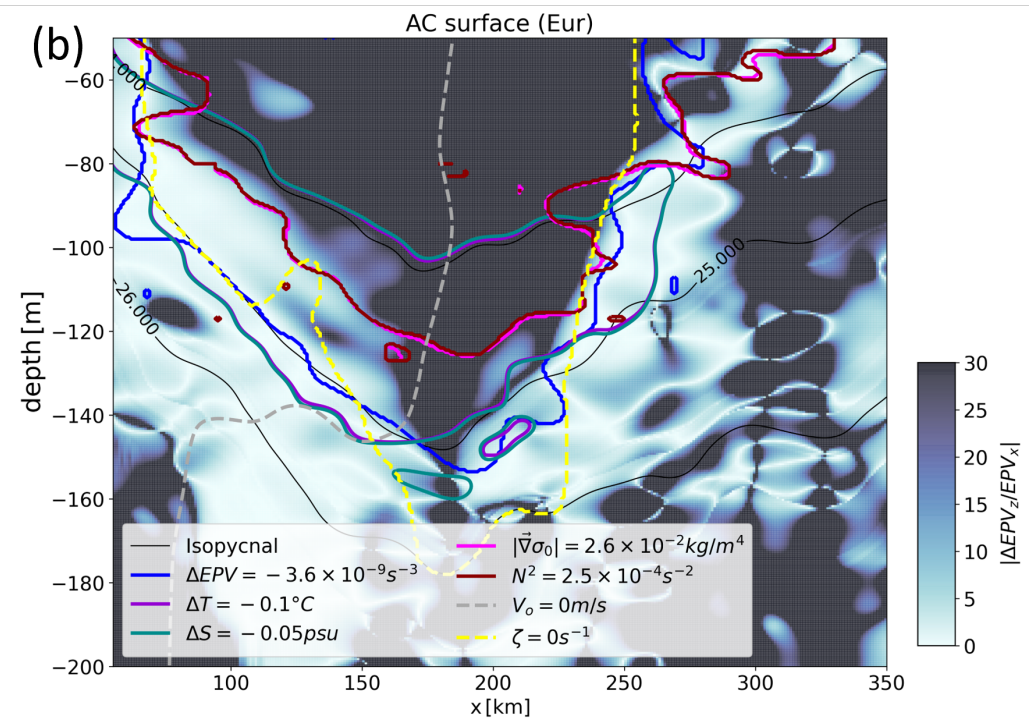 AC surface (Eur)
(b)
−60
−80
−100
−120
−140
−160
−180
−200
depth [m]
.000
26.000
25.000
Isopycnal
ΔEPV = − 3.6 × 10⁻⁹s⁻³
ΔT = − 0.1°C
ΔS = − 0.05psu
|∇⃗σ₀| = 2.6 × 10⁻²kg/m⁴
N² = 2.5 × 10⁻⁴s⁻²
Vₒ = 0m/s
ζ = 0s⁻¹
100
150
200
250
300
350
x [km]
30
25
20
15
10
5
0
|ΔEPV_z/EPV_x|